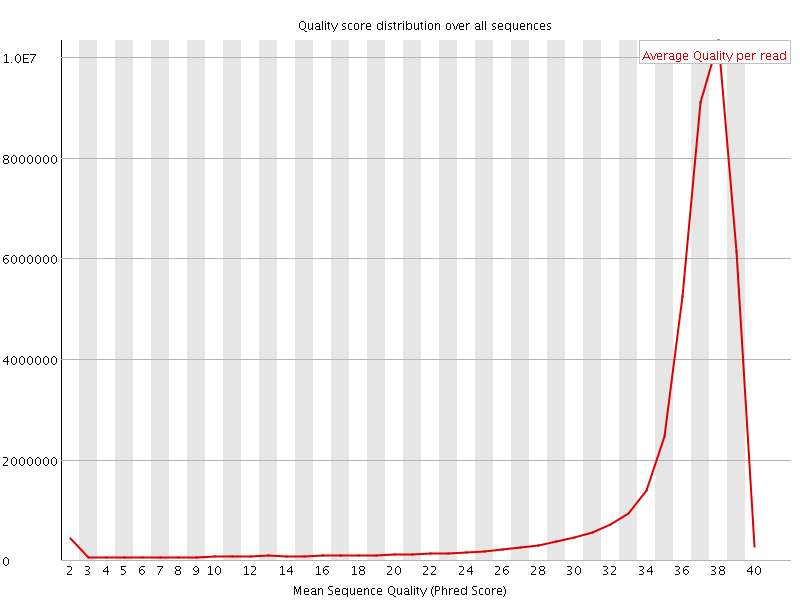 Quality score distribution over all sequences
Average Quality per read
1.0E7
8000000
6000000
4000000
2000000
0
2 3 4 5 6 7 8 9 10 12 14 16 18 20 22 24 26 28 30 32 34 36 38 40
Mean Sequence Quality (Phred Score)